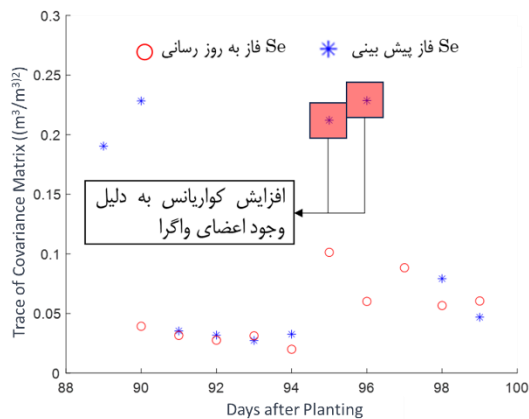 0.3
Se فاز به روز رسانی
Se فاز پیش بینی
0.25
0.2
0.15
افزایش کواریانس به دلیل
وجود اعضای واگرا
0.1
0.05
0
88 90 92 94 96 98 100
Days after Planting
Trace of Covariance Matrix ((m³/m³)2)